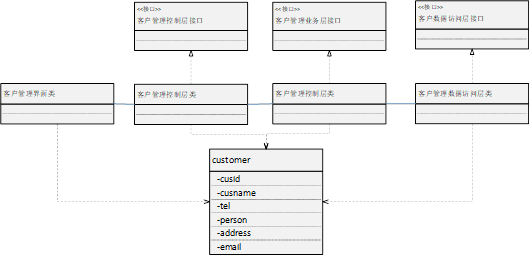 <<接口>>
客户管理控制层接口
<<接口>>
客户管理业务层接口
<<接口>>
客户数据访问层接口
客户管理界面类
客户管理控制层类
客户管理控制层类
客户管理数据访问层类
customer
-cusid
-cusname
-tel
-person
-address
-email